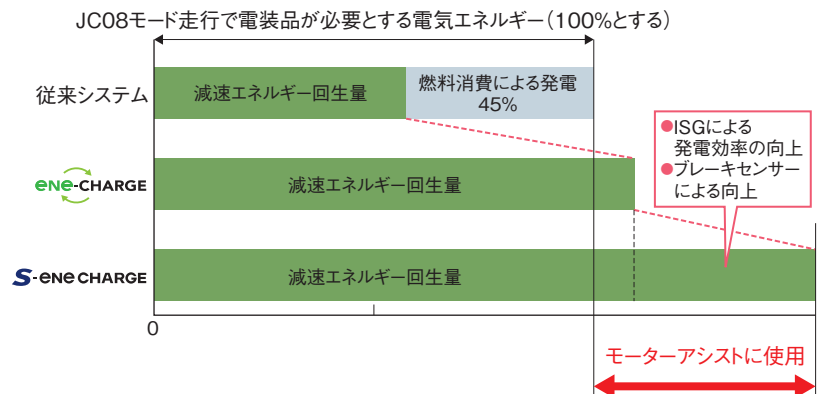 JC08モード走行で電装品が必要とする電気エネルギー（100%とする）
従来システム
減速エネルギー回生量
燃料消費による発電
45%
●ISGによる
発電効率の向上
●ブレーキセンサー
による向上
ene-CHARGE
減速エネルギー回生量
S-ene CHARGE
減速エネルギー回生量
0
モーターアシストに使用